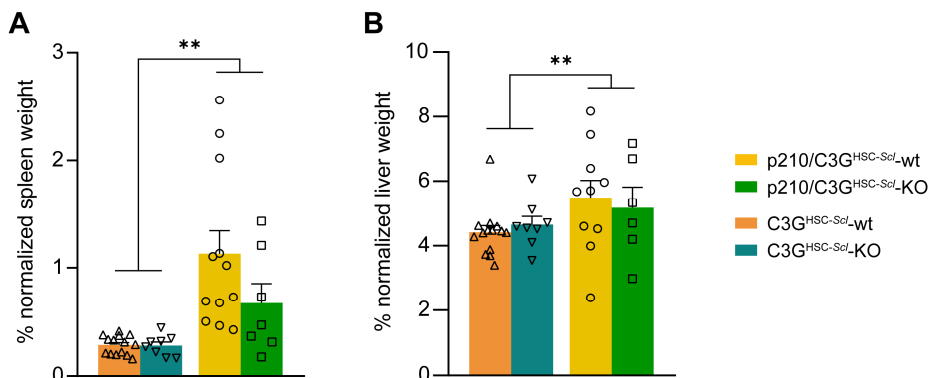 A
% normalized spleen weight
3
2
1
0
**
B
% normalized liver weight
10
8
6
4
2
0
**
p210/C3G^HSC-Scl-wt
p210/C3G^HSC-Scl-KO
C3G^HSC-Scl-wt
C3G^HSC-Scl-KO